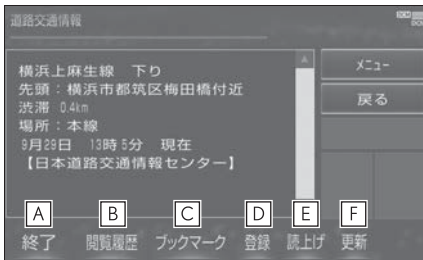 道路交通情報
メニュー
戻る
横浜上麻生線 下り
先頭：横浜市都筑区梅田橋付近
渋滞 0.4km
場所：本線
9月29日 13時5分 現在
【日本道路交通情報センター】
A B C D E F
終了 閲覧履歴 ブックマーク 登録 読上げ 更新